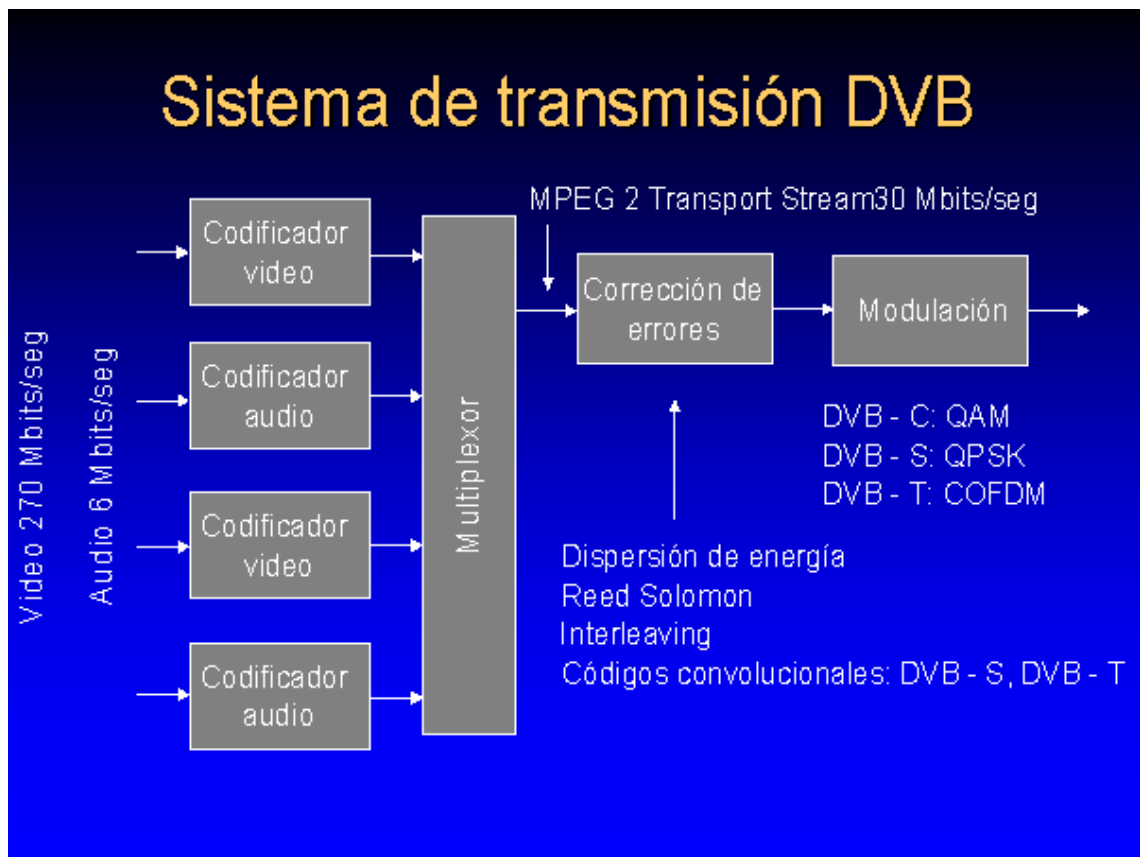 Sistema de transmisión DVB
MPEG 2 Transport Stream30 Mbits/seg
Video 270 Mbits/seg
Audio 6 Mbits/seg
Codificador
video
Codificador
audio
Codificador
video
Codificador
audio
Multiplexor
Corrección de
errores
Modulación
DVB - C: QAM
DVB - S: QPSK
DVB - T: COFDM
Dispersión de energía
Reed Solomon
Interleaving
Códigos convolucionales: DVB - S, DVB - T